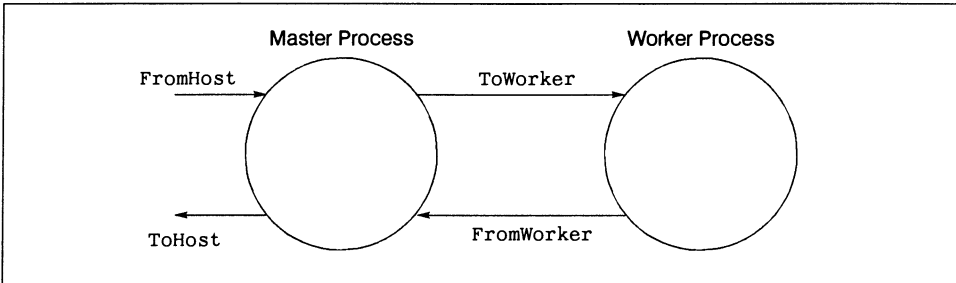 Master Process
Worker Process
FromHost
ToWorker
ToHost
FromWorker